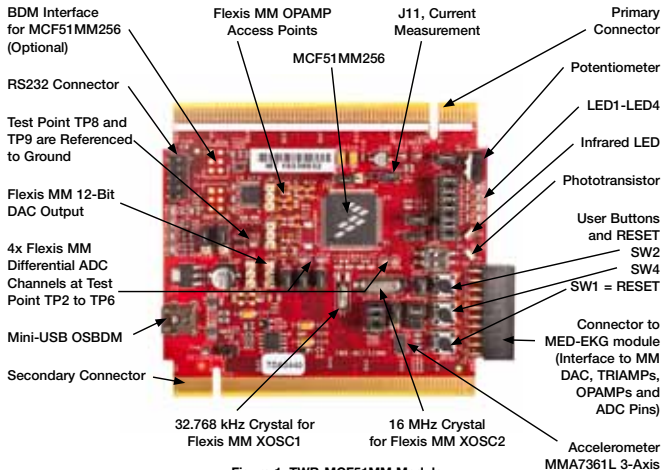 BDM Interface
for MCF51MM256
(Optional)
Flexis MM OPAMP
Access Points
J11, Current
Measurement
Primary
Connector
MCF51MM256
RS232 Connector
Potentiometer
Test Point TP8 and
TP9 are Referenced
to Ground
LED1-LED4
Infrared LED
Phototransistor
Flexis MM 12-Bit
DAC Output
User Buttons
and RESET
SW2
SW4
SW1 = RESET
4x Flexis MM
Differential ADC
Channels at Test
Point TP2 to TP6
Mini-USB OSBDM
Connector to
MED-EKG module
(Interface to MM
DAC, TRIAMPs,
OPAMPs and
ADC Pins)
Secondary Connector
32.768 kHz Crystal for
Flexis MM XOSC1
16 MHz Crystal
for Flexis MM XOSC2
Accelerometer
MMA7361L 3-Axis